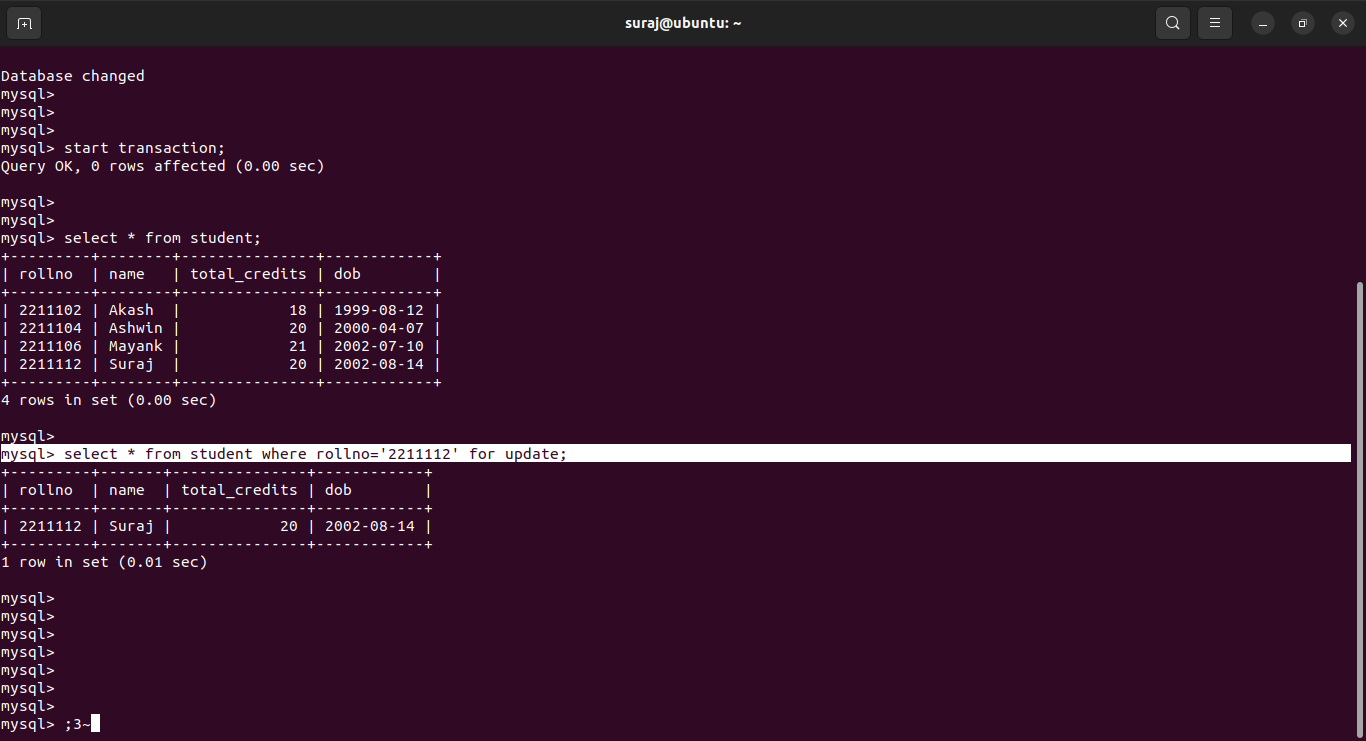 suraj@ubuntu: ~
Database changed
mysql>
mysql>
mysql>
mysql> start transaction;
Query OK, 0 rows affected (0.00 sec)
mysql>
mysql>
mysql> select * from student;
+---------+--------+---------------+------------+
| rollno  | name   | total_credits | dob        |
+---------+--------+---------------+------------+
| 2211102 | Akash  |            18 | 1999-08-12 |
| 2211104 | Ashwin |            20 | 2000-04-07 |
| 2211106 | Mayank |            21 | 2002-07-10 |
| 2211112 | Suraj  |            20 | 2002-08-14 |
+---------+--------+---------------+------------+
4 rows in set (0.00 sec)
mysql>
mysql> select * from student where rollno='2211112' for update;
+---------+-------+---------------+------------+
| rollno  | name  | total_credits | dob        |
+---------+-------+---------------+------------+
| 2211112 | Suraj |            20 | 2002-08-14 |
+---------+-------+---------------+------------+
1 row in set (0.01 sec)
mysql>
mysql>
mysql>
mysql>
mysql>
mysql>
mysql>
mysql> ;3~